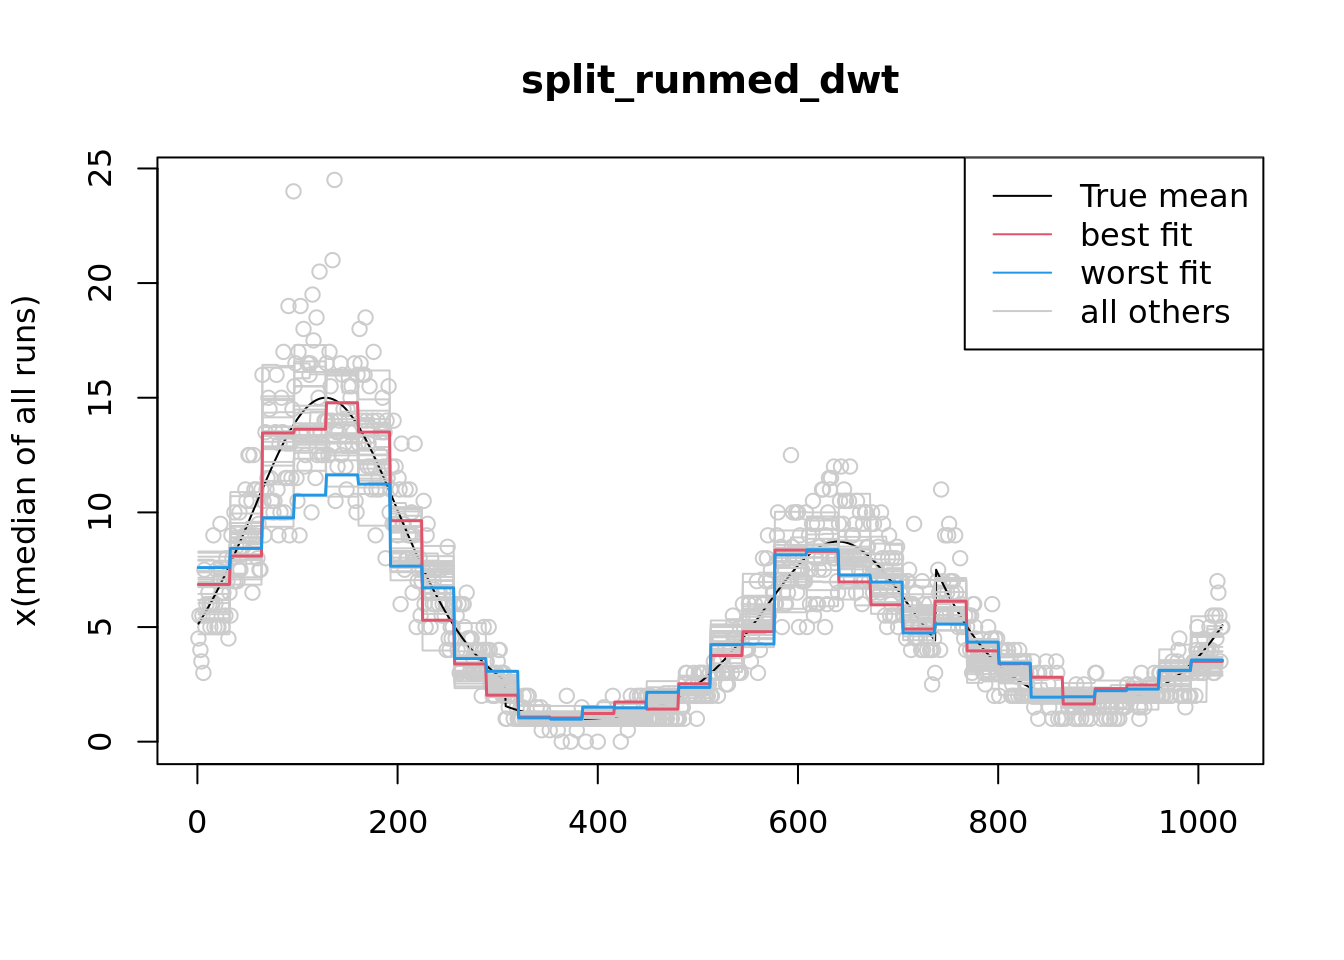 split_runmed_dwt
x(median of all runs)
25
20
15
10
5
0
True mean
best fit
worst fit
all others
0 200 400 600 800 1000